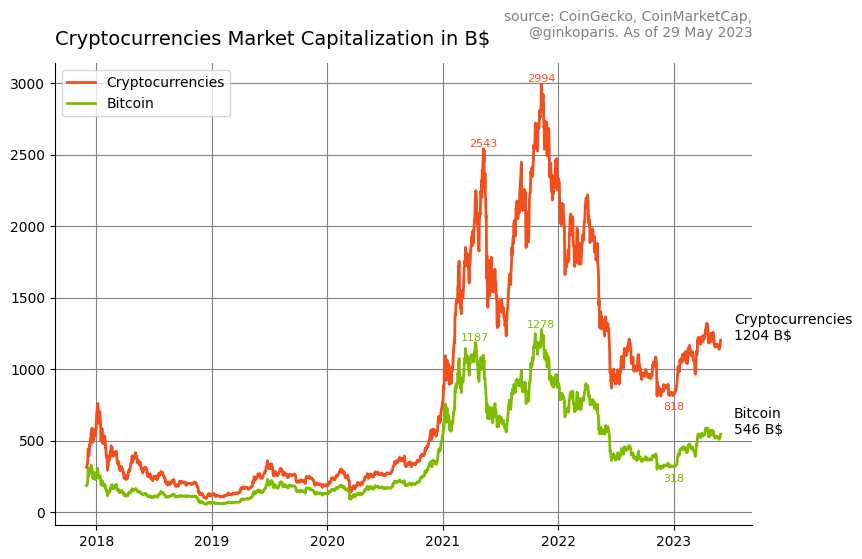 source: CoinGecko, CoinMarketCap,
@ginkoparis. As of 29 May 2023
Cryptocurrencies Market Capitalization in B$
Cryptocurrencies
Bitcoin
3000
2500
2000
1500
1000
500
0
2994
2543
1187
1278
818
318
Cryptocurrencies
1204 B$
Bitcoin
546 B$
2018
2019
2020
2021
2022
2023